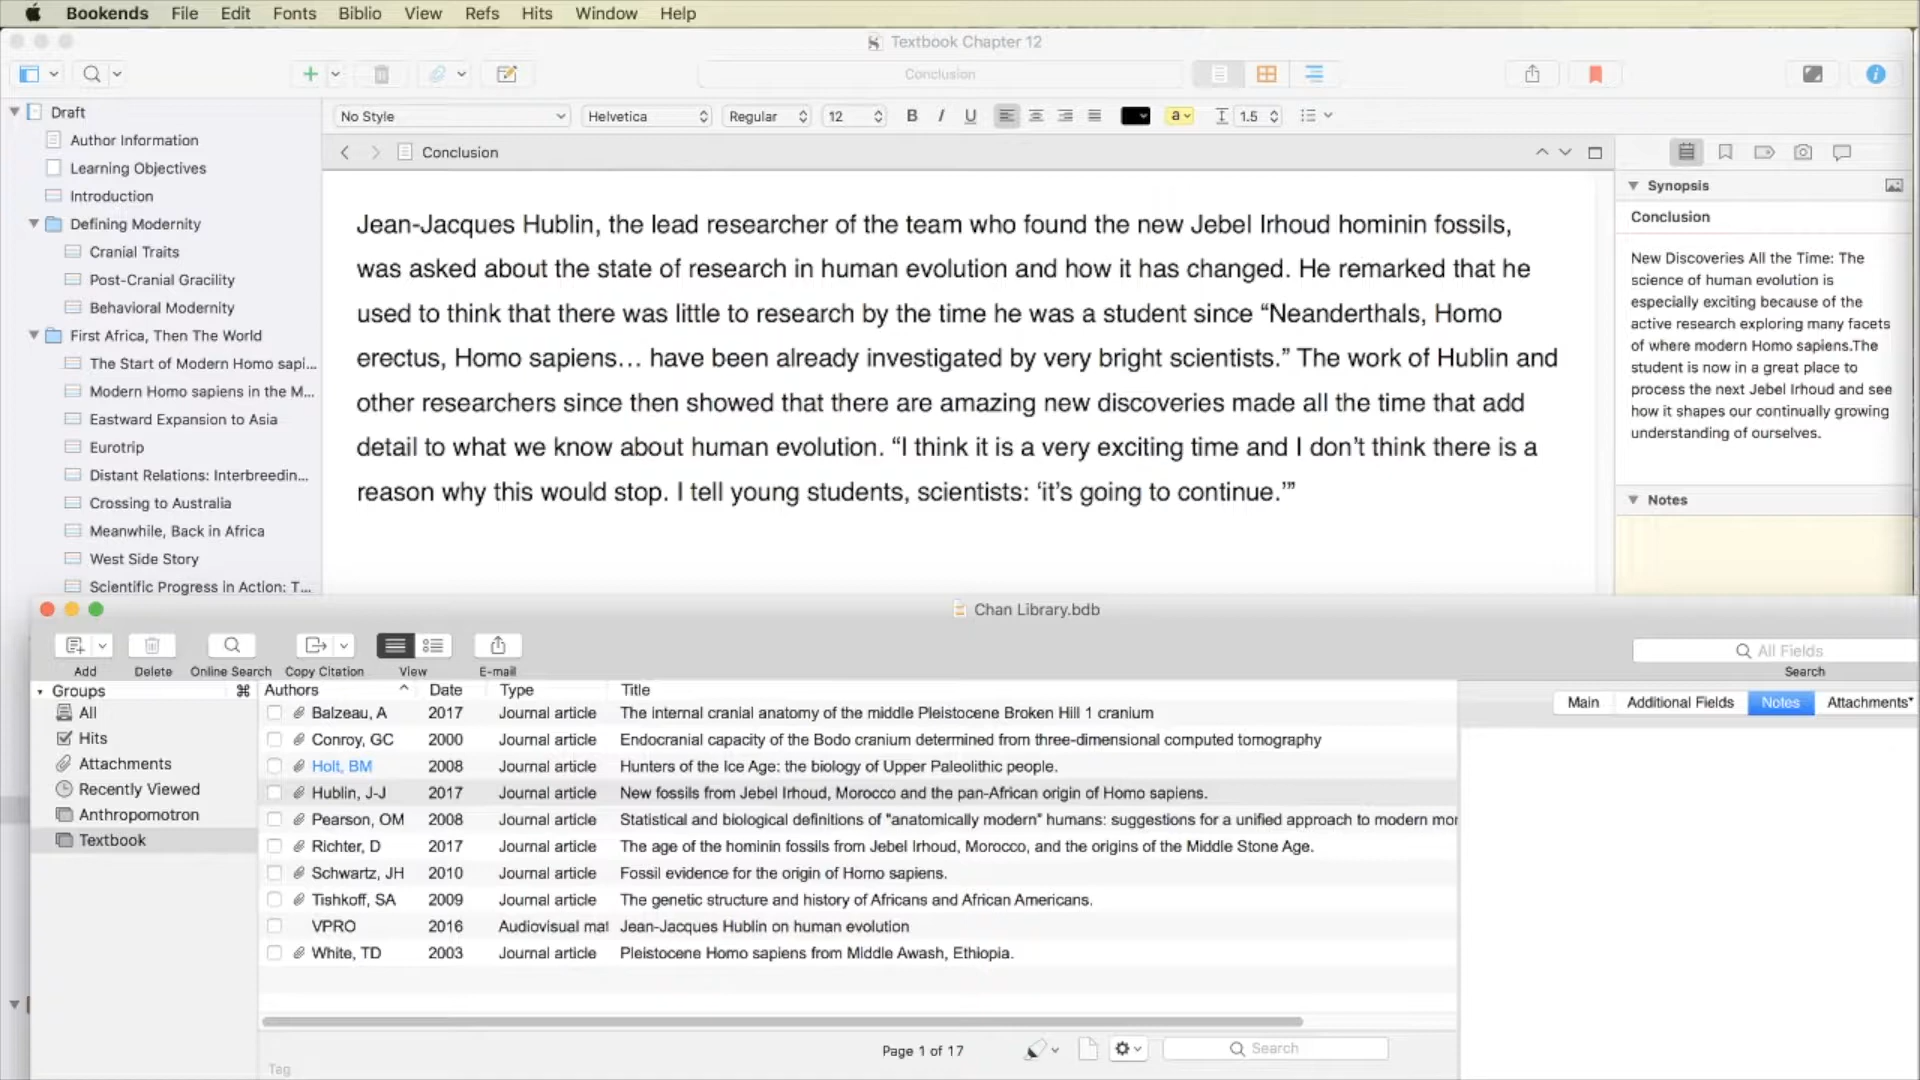 Bookends File Edit Fonts Biblio View Refs Hits Window Help
Textbook Chapter 12
Conclusion
No Style Helvetica Regular 12 B I U a 1.5
Draft
Author Information
Learning Objectives
Introduction
Defining Modernity
Cranial Traits
Post-Cranial Gracility
Behavioral Modernity
First Africa, Then The World
The Start of Modern Homo sapi...
Modern Homo sapiens in the M...
Eastward Expansion to Asia
Eurotrip
Distant Relations: Interbreedin...
Crossing to Australia
Meanwhile, Back in Africa
West Side Story
Scientific Progress in Action: T...
Conclusion
Jean-Jacques Hublin, the lead researcher of the team who found the new Jebel Irhoud hominin fossils,
was asked about the state of research in human evolution and how it has changed. He remarked that he
used to think that there was little to research by the time he was a student since “Neanderthals, Homo
erectus, Homo sapiens… have been already investigated by very bright scientists.” The work of Hublin and
other researchers since then showed that there are amazing new discoveries made all the time that add
detail to what we know about human evolution. “I think it is a very exciting time and I don’t think there is a
reason why this would stop. I tell young students, scientists: ‘it’s going to continue.’”
Synopsis
Conclusion
New Discoveries All the Time: The
science of human evolution is
especially exciting because of the
active research exploring many facets
of where modern Homo sapiens.The
student is now in a great place to
process the next Jebel Irhoud and see
how it shapes our continually growing
understanding of ourselves.
Notes
Chan Library.bdb
All Fields
Add Delete Online Search Copy Citation View E-mail Search
Groups ⌘
All
Hits
Attachments
Recently Viewed
Anthropomotron
Textbook
Authors Date Type Title
Balzeau, A 2017 Journal article The internal cranial anatomy of the middle Pleistocene Broken Hill 1 cranium
Conroy, GC 2000 Journal article Endocranial capacity of the Bodo cranium determined from three-dimensional computed tomography
Holt, BM 2008 Journal article Hunters of the Ice Age: the biology of Upper Paleolithic people.
Hublin, J-J 2017 Journal article New fossils from Jebel Irhoud, Morocco and the pan-African origin of Homo sapiens.
Pearson, OM 2008 Journal article Statistical and biological definitions of "anatomically modern" humans: suggestions for a unified approach to modern mor
Richter, D 2017 Journal article The age of the hominin fossils from Jebel Irhoud, Morocco, and the origins of the Middle Stone Age.
Schwartz, JH 2010 Journal article Fossil evidence for the origin of Homo sapiens.
Tishkoff, SA 2009 Journal article The genetic structure and history of Africans and African Americans.
VPRO 2016 Audiovisual mat Jean-Jacques Hublin on human evolution
White, TD 2003 Journal article Pleistocene Homo sapiens from Middle Awash, Ethiopia.
Main Additional Fields Notes Attachments*
Page 1 of 17 Search
Tag